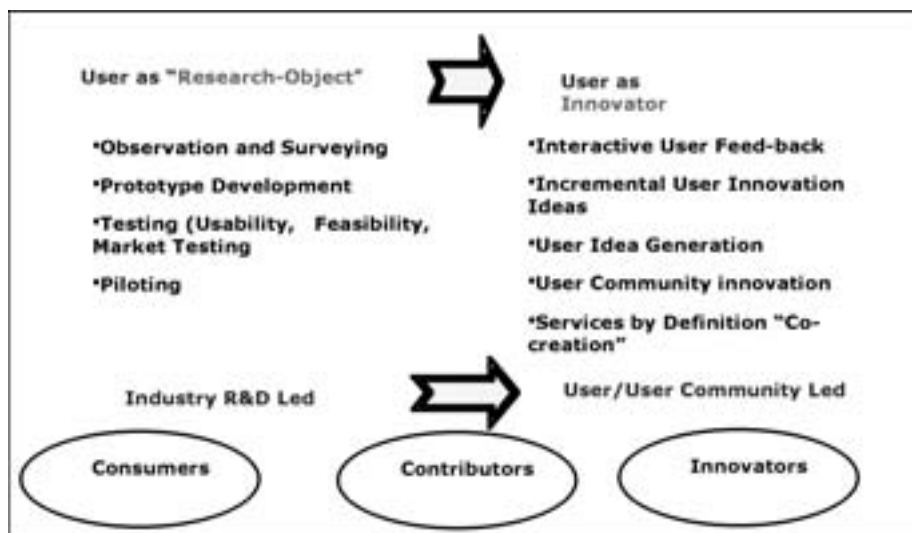 User as “Research-Object”
•Observation and Surveying
•Prototype Development
•Testing (Usability, Feasibility,
Market Testing
•Piloting
Industry R&D Led
User as
Innovator
•Interactive User Feed-back
•Incremental User Innovation
Ideas
•User Idea Generation
•User Community innovation
•Services by Definition “Co-
creation”
User/User Community Led
Consumers
Contributors
Innovators